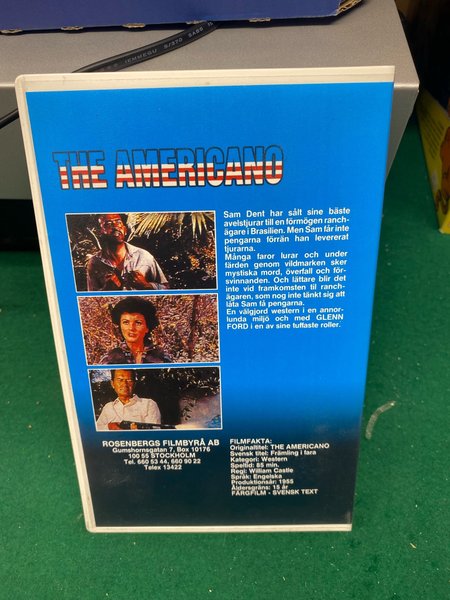 THE AMERICANO
Sam Dent har sålt sine bäste
avelstjurar till en förmögen ranch-
ägare i Brasilien. Men Sam får inte
pengarna förrän han levererat
tjurarna.
Många faror lurar och under
färden genom vildmarken sker
mystiska mord, överfall och för-
svinnanden. Och lättare blir det
inte vid framkomsten til ranch-
ägaren, som nog inte tänkt sig att
låta Sam få pengarna.
En välgjord western i en annor-
lunda miljö och med GLENN
FORD i en av sine tuffaste roller.
ROSENBERGS FILMBYRÅ AB
Gumshornsgatan 7, Box 10176
100 55 STOCKHOLM
Tel. 660 53 44, 660 90 22
Telex 13422
FILMFAKTA:
Originaltitel: THE AMERICANO
Svensk titel: Främling i fara
Kategori: Western
Speltid: 85 min.
Regi: William Castle
Språk: Engelska
Produktionsår: 1955
Åldersgräns: 15 år
FÄRGFILM - SVENSK TEXT